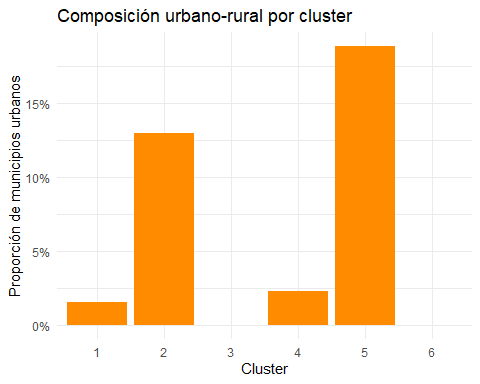 Composición urbano-rural por cluster
Proporción de municipios urbanos
15%
10%
5%
0%
1 2 3 4 5 6
Cluster